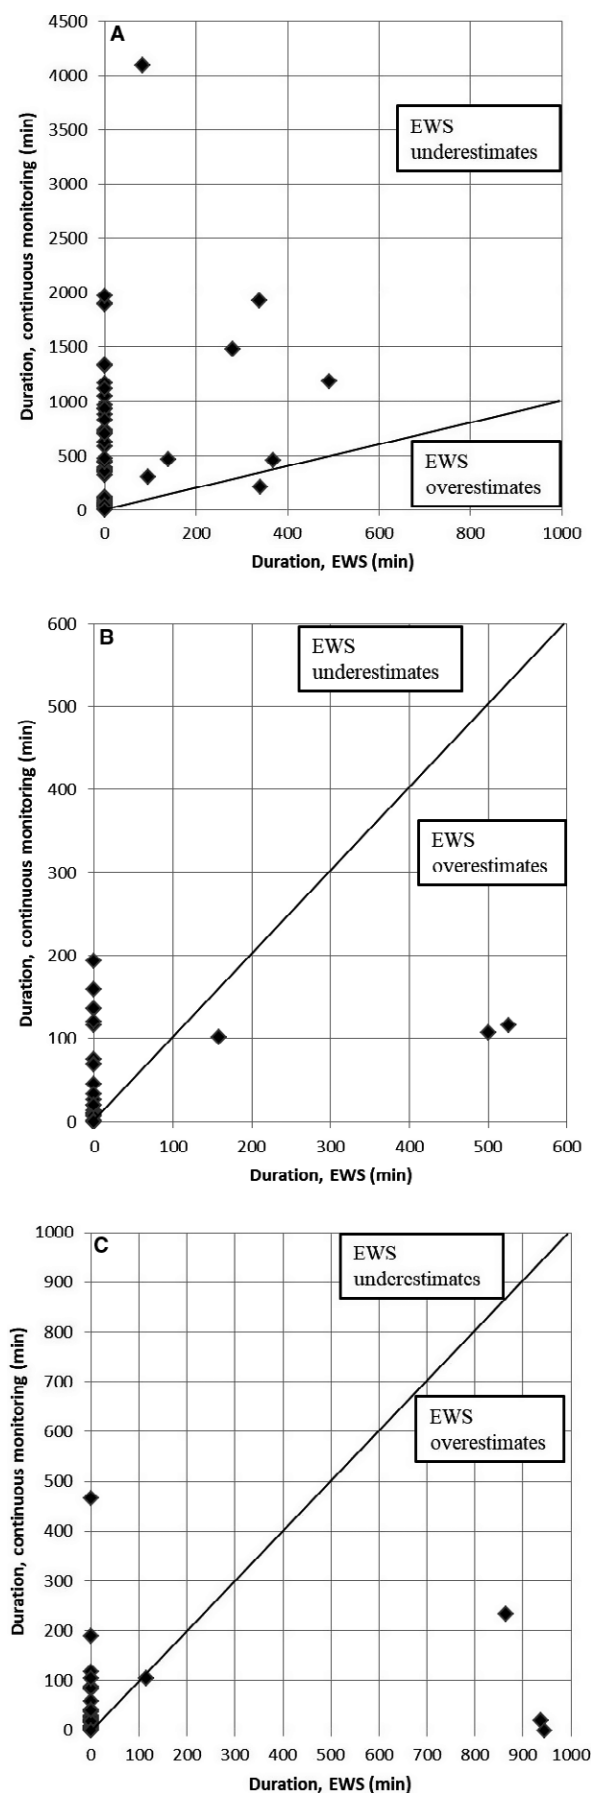 A
4500
4000
3500
3000
2500
2000
1500
1000
500
0
Duration, continuous monitoring (min)
EWS
underestimates
EWS
overestimates
0 200 400 600 800 1000
Duration, EWS (min)
B
600
500
400
300
200
100
0
Duration, continuous monitoring (min)
EWS
underestimates
EWS
overestimates
0 100 200 300 400 500 600
Duration, EWS (min)
C
1000
900
800
700
600
500
400
300
200
100
0
Duration, continuous monitoring (min)
EWS
underestimates
EWS
overestimates
0 100 200 300 400 500 600 700 800 900 1000
Duration, EWS (min)